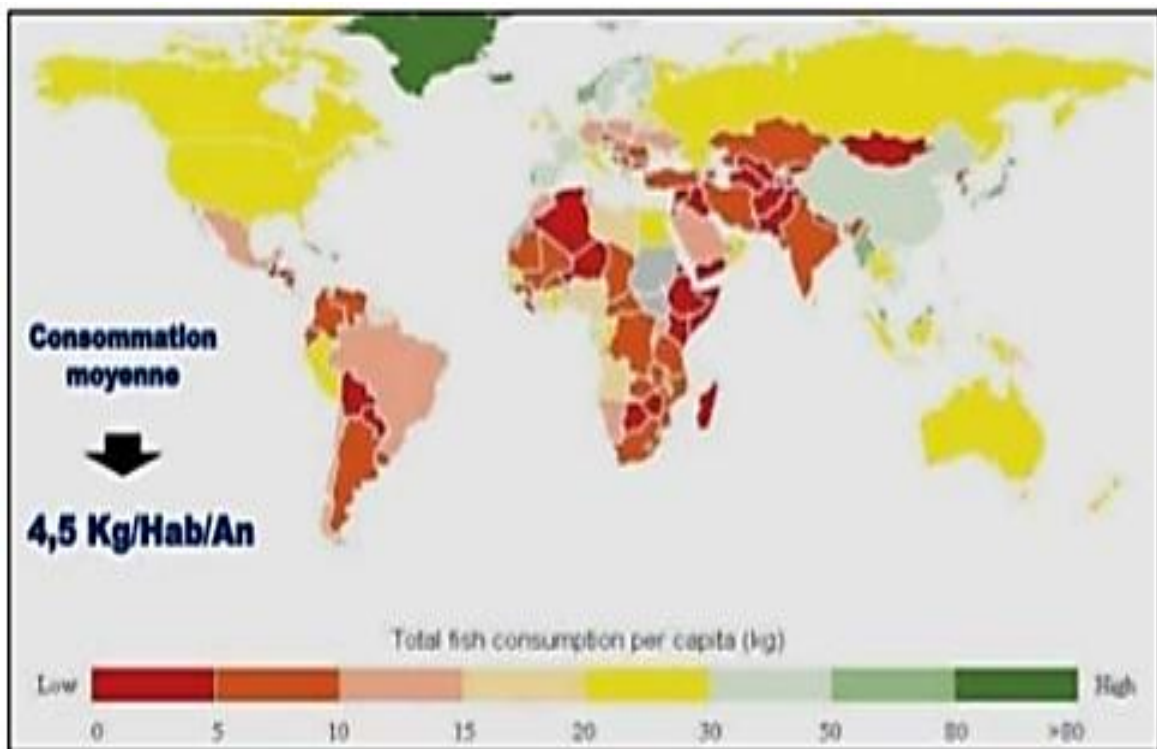 Consommation
moyenne
4,5 Kg/Hab/An
Total fish consumption per capita (kg)
Low
High
0 5 10 15 20 30 50 80 >80